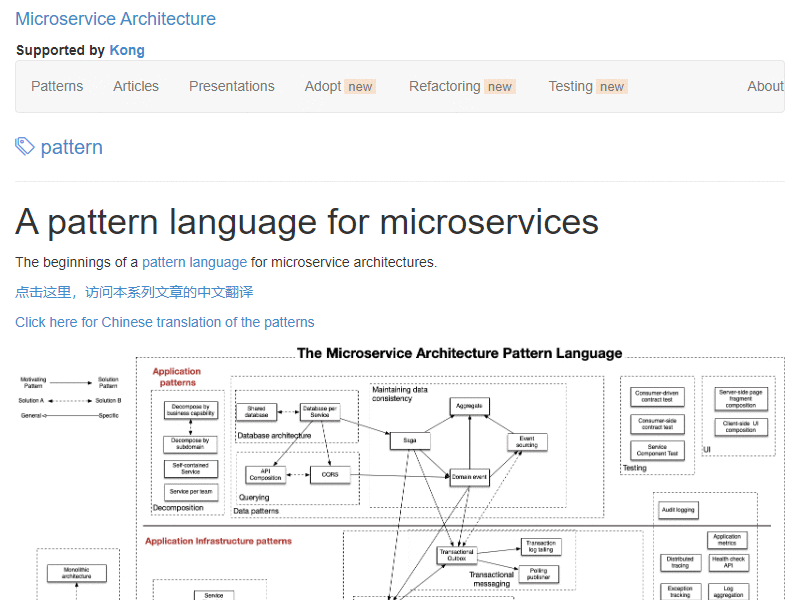 Microservice Architecture
Supported by Kong
Patterns Articles Presentations Adopt new Refactoring new Testing new About
pattern
A pattern language for microservices
The beginnings of a pattern language for microservice architectures.
点击这里，访问本系列文章的中文翻译
Click here for Chinese translation of the patterns
The Microservice Architecture Pattern Language
Motivating Pattern
Solution Pattern
Solution A
Solution B
General
Specific
Application patterns
Decompose by business capability
Decompose by subdomain
Self-contained Service
Service per team
Decomposition
Shared database
Database per Service
Database architecture
API Composition
CQRS
Querying
Data patterns
Maintaining data consistency
Aggregate
Saga
Event sourcing
Domain event
Consumer-driven contract test
Consumer-side contract test
Service Component Test
Testing
Server-side page fragment composition
Client-side UI composition
UI
Application Infrastructure patterns
Monolithic architecture
Service
Transactional Outbox
Transaction log tailing
Polling publisher
Transactional messaging
Audit logging
Application metrics
Distributed tracing
Health check API
Exception tracking
Log aggregation